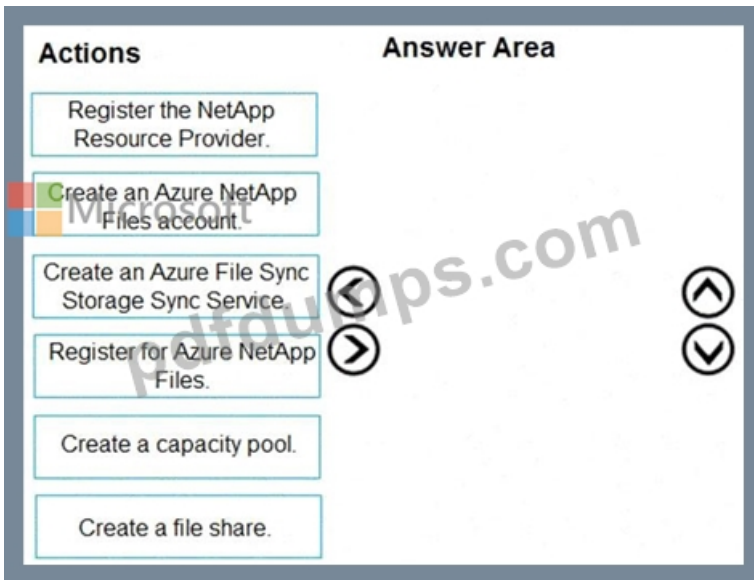 Actions
Answer Area
Register the NetApp
Resource Provider.
Create an Azure NetApp
Files account.
Microsoft
Create an Azure File Sync
Storage Sync Service.
Register for Azure NetApp
Files.
Create a capacity pool.
Create a file share.
pdfdumps.com